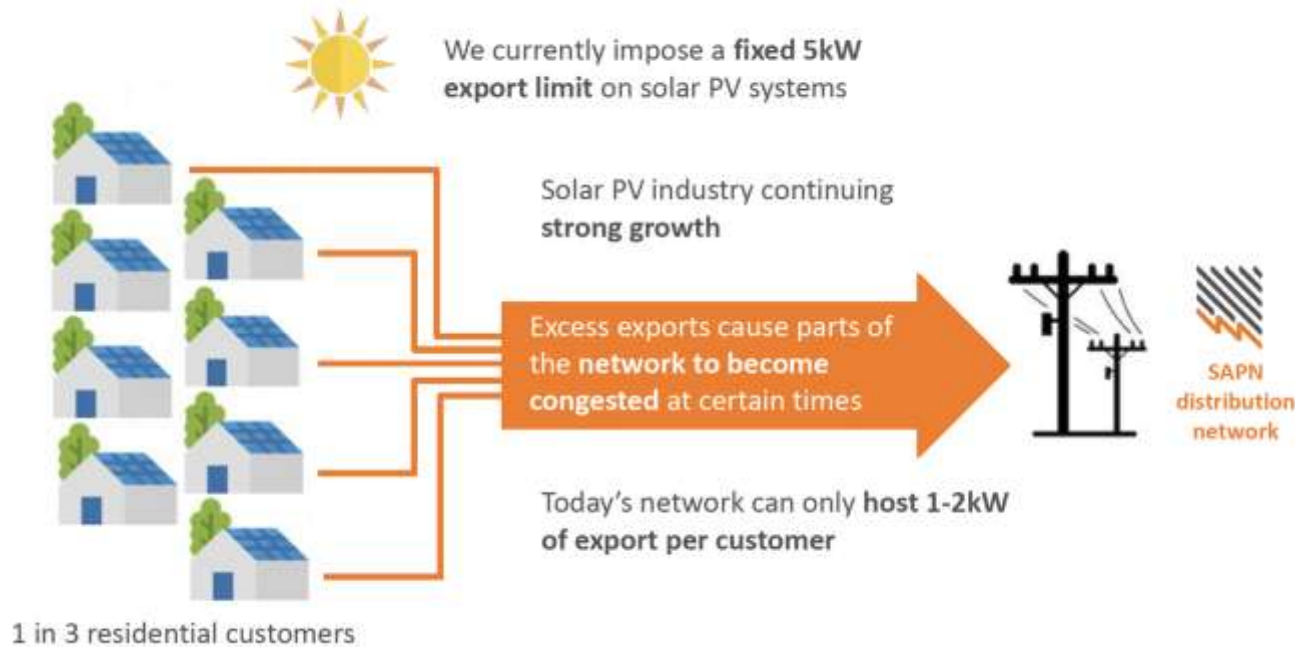 We currently impose a fixed 5kW
export limit on solar PV systems
Solar PV industry continuing
strong growth
Excess exports cause parts of
the network to become
congested at certain times
SAPN
distribution
network
Today's network can only host 1-2kW
of export per customer
1 in 3 residential customers